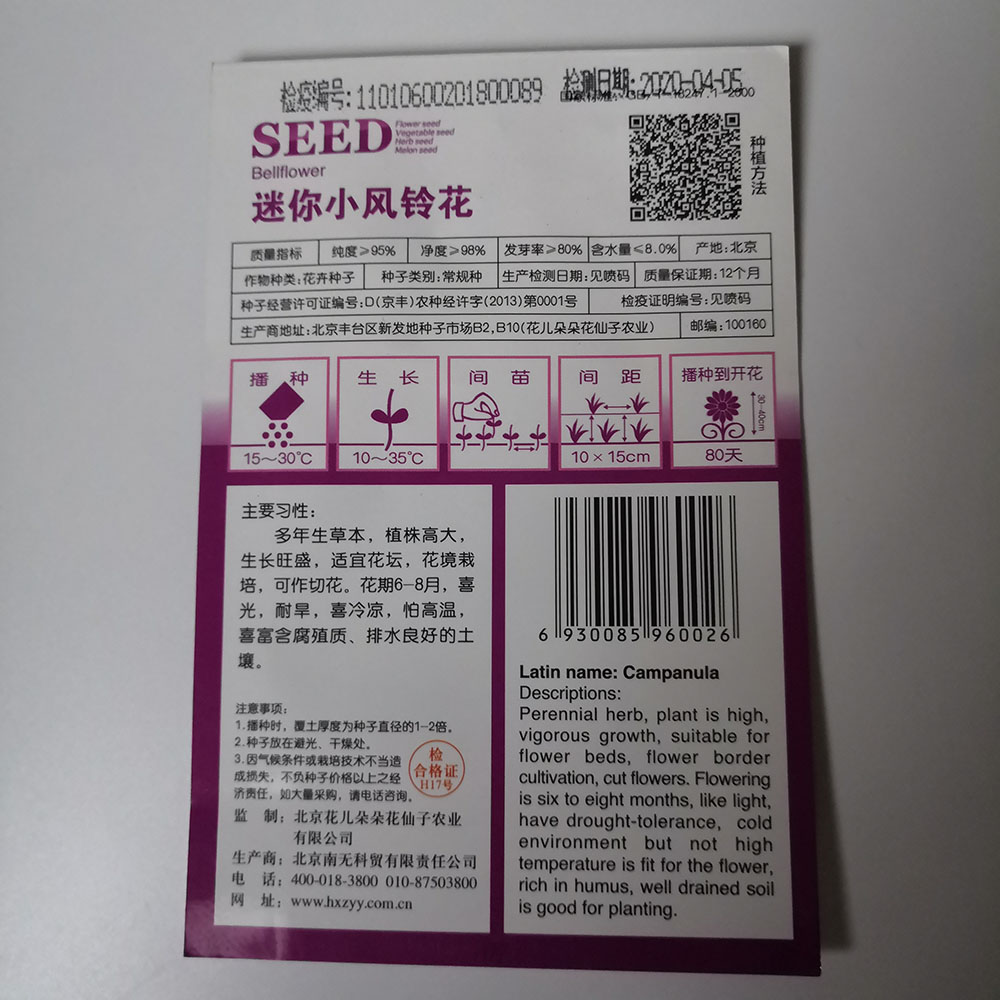 检疫编号:11010600201800089 检测日期:2020-04-05
国家标准:GB/T 18247.1-2000
SEED
Flower seed
Vegetable seed
Herb seed
Melon seed
Bellflower
迷你小风铃花
种植方法
质量指标 纯度≥95% 净度≥98% 发芽率≥80% 含水量≤8.0% 产地:北京
作物种类:花卉种子 种子类别:常规种 生产检测日期:见喷码 质量保证期:12个月
种子经营许可证编号:D(京丰)农种经许字(2013)第0001号 检疫证明编号:见喷码
生产商地址:北京丰台区新发地种子市场B2,B10(花儿朵朵花仙子农业) 邮编:100160
播种 生长 间苗 间距 播种到开花
30~40cm
15~30℃ 10~35℃ 10×15cm 80天
主要习性:
多年生草本，植株高大，
生长旺盛，适宜花坛，花境栽
培，可作切花。花期6-8月，喜
光，耐旱，喜冷凉，怕高温，
喜富含腐殖质、排水良好的土
壤。
注意事项:
1.播种时，覆土厚度为种子直径的1-2倍。
2.种子放在避光、干燥处。
3.因气候条件或栽培技术不当造
成损失，不负种子价格以上之经
济责任，如大量采购，请电话咨询。
检
合格证
H17号
监 制: 北京花儿朵朵花仙子农业
有限公司
生产商: 北京南无科贸有限责任公司
电 话: 400-018-3800 010-87503800
网 址: www.hxzyy.com.cn
6 930085 960026
Latin name: Campanula
Descriptions:
Perennial herb, plant is high,
vigorous growth, suitable for
flower beds, flower border
cultivation, cut flowers. Flowering
is six to eight months, like light,
have drought-tolerance, cold
environment but not high
temperature is fit for the flower,
rich in humus, well drained soil
is good for planting.